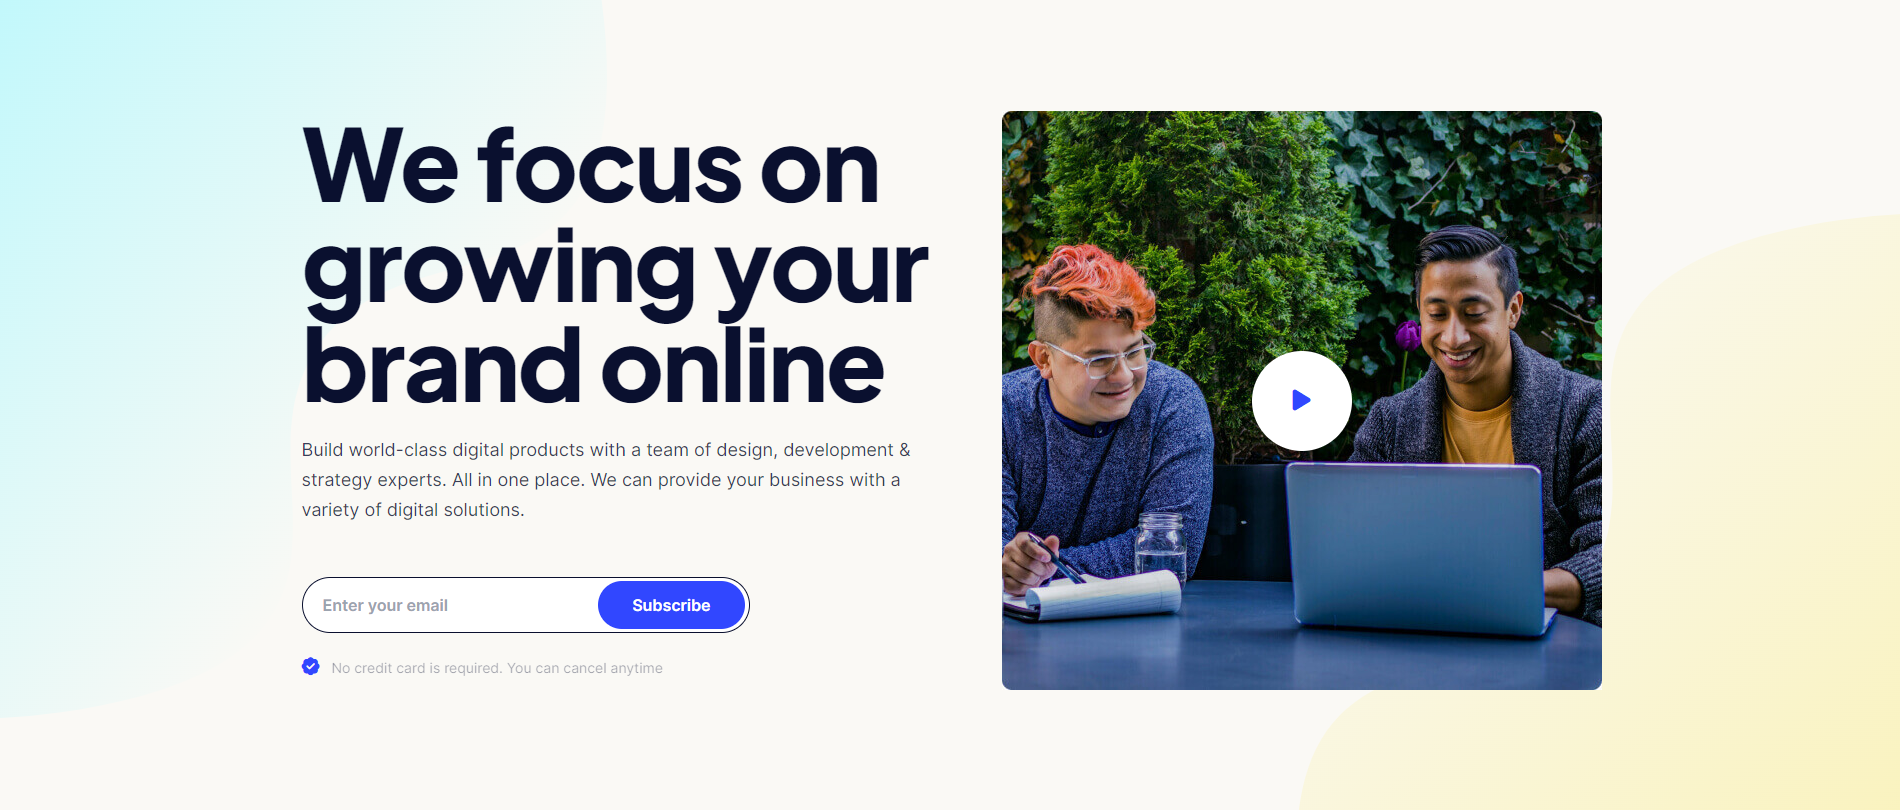 We focus on
growing your
brand online
Build world-class digital products with a team of design, development &
strategy experts. All in one place. We can provide your business with a
variety of digital solutions.
Enter your email
Subscribe
No credit card is required. You can cancel anytime